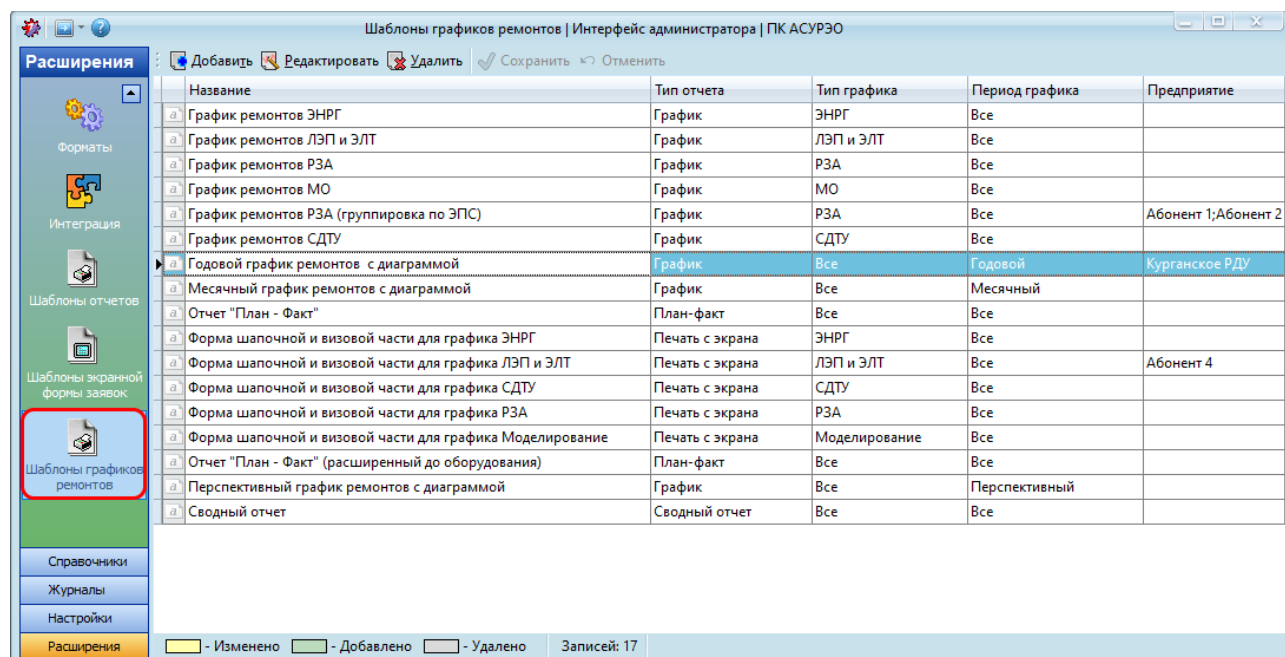 Шаблоны графиков ремонтов | Интерфейс администратора | ПК АСУРЭО
Расширения
Добавить Редактировать Удалить Сохранить Отменить
Название Тип отчета Тип графика Период графика Предприятие
График ремонтов ЭНРГ График ЭНРГ Все
График ремонтов ЛЭП и ЭЛТ График ЛЭП и ЭЛТ Все
График ремонтов РЗА График РЗА Все
График ремонтов МО График МО Все
График ремонтов РЗА (группировка по ЭПС) График РЗА Все Абонент 1;Абонент 2
График ремонтов СДТУ График СДТУ Все
Годовой график ремонтов с диаграммой График Все Годовой Курганское РДУ
Месячный график ремонтов с диаграммой График Все Месячный
Отчет "План - Факт" План-факт Все Все
Форма шапочной и визовой части для графика ЭНРГ Печать с экрана ЭНРГ Все
Форма шапочной и визовой части для графика ЛЭП и ЭЛТ Печать с экрана ЛЭП и ЭЛТ Все Абонент 4
Форма шапочной и визовой части для графика СДТУ Печать с экрана СДТУ Все
Форма шапочной и визовой части для графика РЗА Печать с экрана РЗА Все
Форма шапочной и визовой части для графика Моделирование Печать с экрана Моделирование Все
Отчет "План - Факт" (расширенный до оборудования) План-факт Все Все
Перспективный график ремонтов с диаграммой График Все Перспективный
Сводный отчет Сводный отчет Все Все
Форматы
Интеграция
Шаблоны отчетов
Шаблоны экранной
формы заявок
Шаблоны графиков
ремонтов
Справочники
Журналы
Настройки
Расширения
- Изменено - Добавлено - Удалено Записей: 17